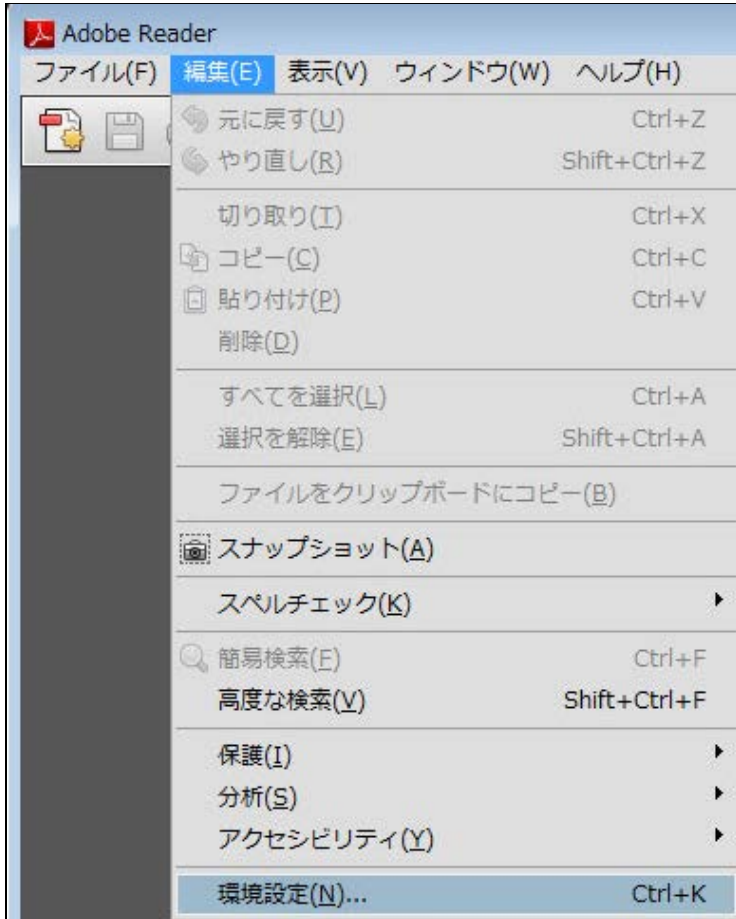 Adobe Reader
ファイル(F) 編集(E) 表示(V) ウィンドウ(W) ヘルプ(H)
元に戻す(U) Ctrl+Z
やり直し(R) Shift+Ctrl+Z
切り取り(T) Ctrl+X
コピー(C) Ctrl+C
貼り付け(P) Ctrl+V
削除(D)
すべてを選択(L) Ctrl+A
選択を解除(E) Shift+Ctrl+A
ファイルをクリップボードにコピー(B)
スナップショット(A)
スペルチェック(K)
簡易検索(F) Ctrl+F
高度な検索(V) Shift+Ctrl+F
保護(I)
分析(S)
アクセシビリティ(Y)
環境設定(N)... Ctrl+K